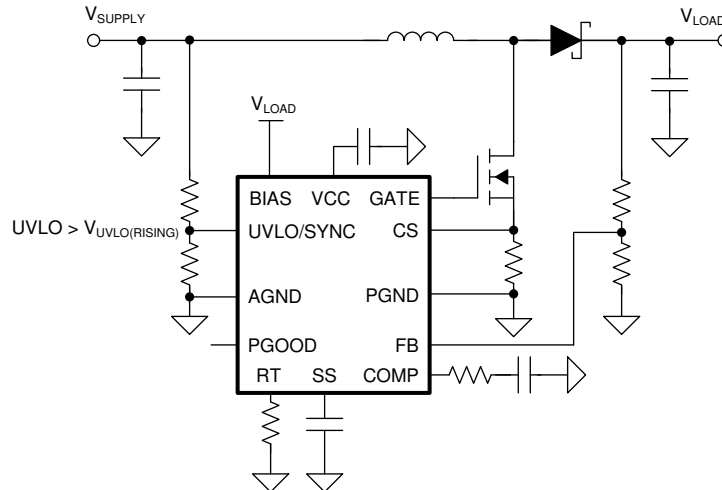 VSUPPLY
VLOAD
VLOAD
BIAS VCC GATE
UVLO > VUVLO(RISING)
UVLO/SYNC CS
AGND PGND
PGOOD FB
RT SS COMP